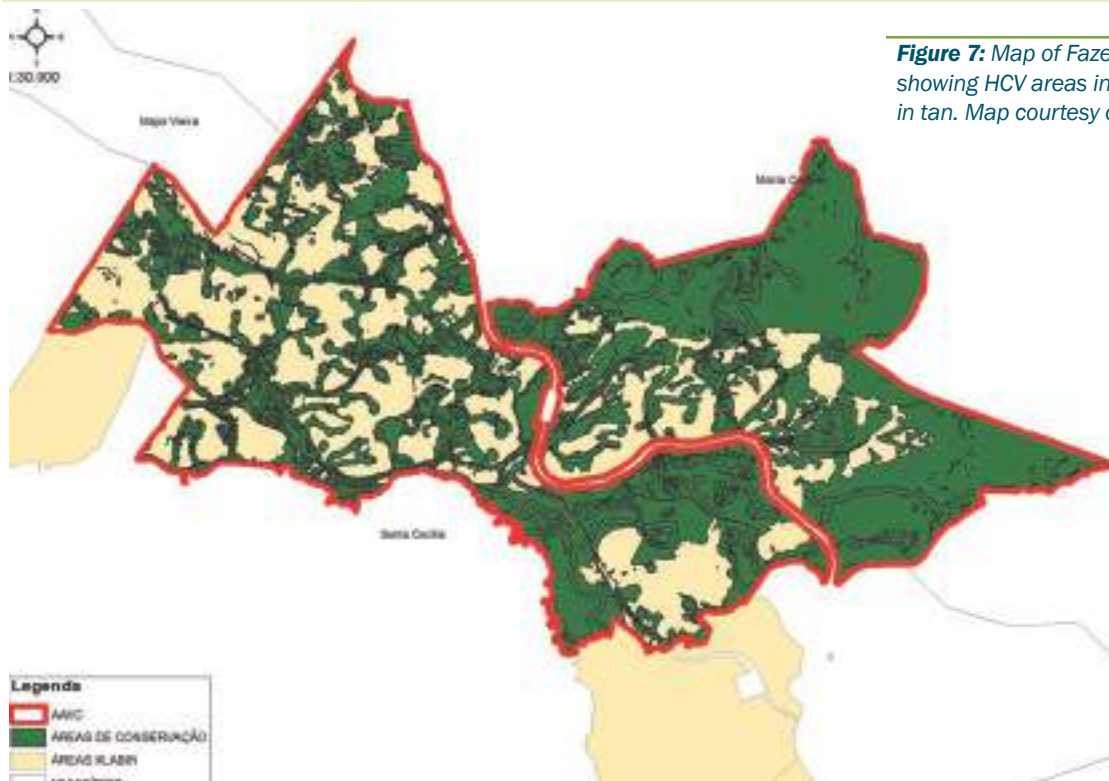 :30.000
Figure 7: Map of Faze
showing HCV areas in
in tan. Map courtesy o
Major Vieira
Santa Cecília
Legenda
AAVC
ÁREAS DE CONSERVAÇÃO
ÁREAS KLABIN